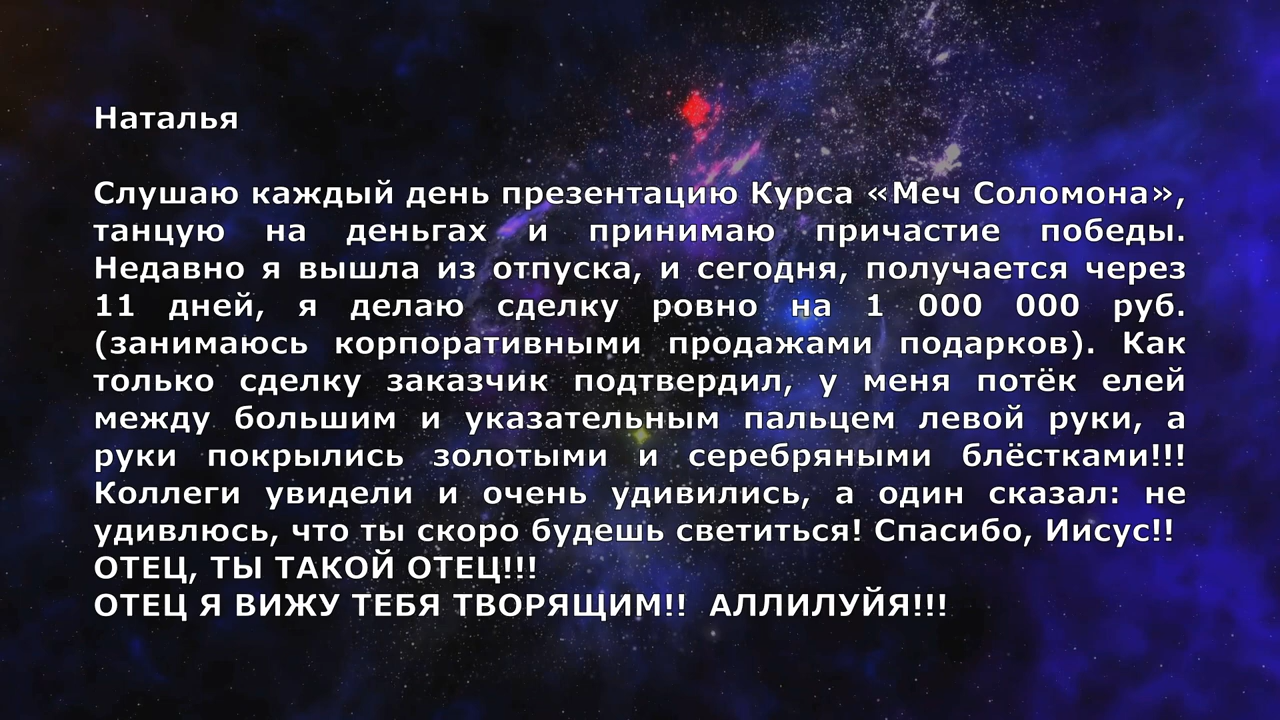 Наталья
Слушаю каждый день презентацию Курса «Меч Соломона»,
танцую на деньгах и принимаю причастие победы.
Недавно я вышла из отпуска, и сегодня, получается через
11 дней, я делаю сделку ровно на 1 000 000 руб.
(занимаюсь корпоративными продажами подарков). Как
только сделку заказчик подтвердил, у меня потёк елей
между большим и указательным пальцем левой руки, а
руки покрылись золотыми и серебряными блёстками!!!
Коллеги увидели и очень удивились, а один сказал: не
удивлюсь, что ты скоро будешь светиться! Спасибо, Иисус!!
ОТЕЦ, ТЫ ТАКОЙ ОТЕЦ!!!
ОТЕЦ Я ВИЖУ ТЕБЯ ТВОРЯЩИМ!!  АЛЛИЛУЙЯ!!!